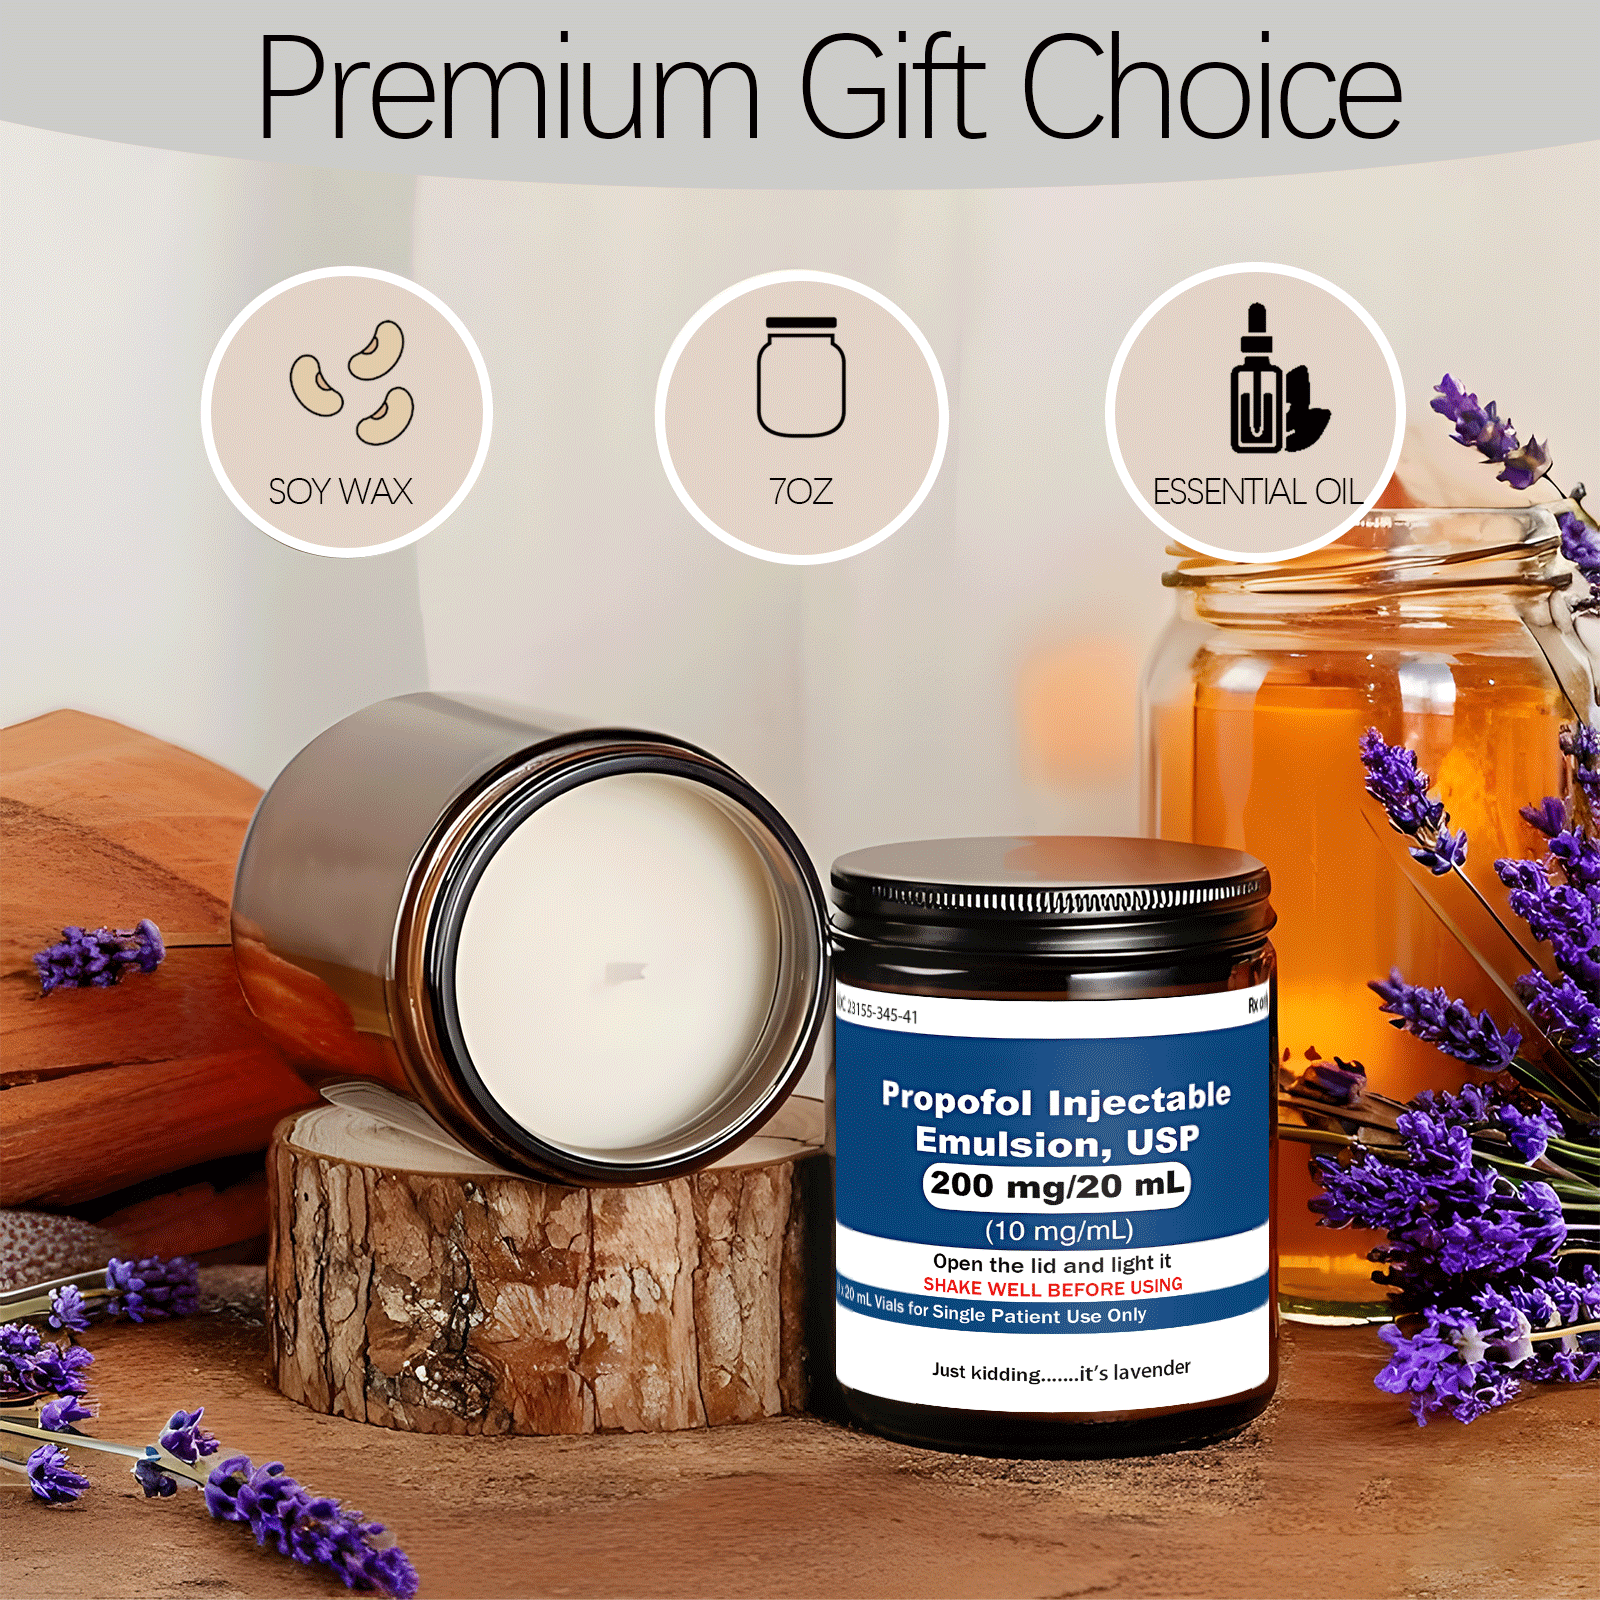 Premium Gift Choice
SOY WAX
7OZ
ESSENTIAL OIL
23155-345-41
Rx
Propofol Injectable
Emulsion, USP
200 mg/20 mL
(10 mg/mL)
Open the lid and light it
SHAKE WELL BEFORE USING
20 mL Vials for Single Patient Use Only
Just kidding.......it's lavender